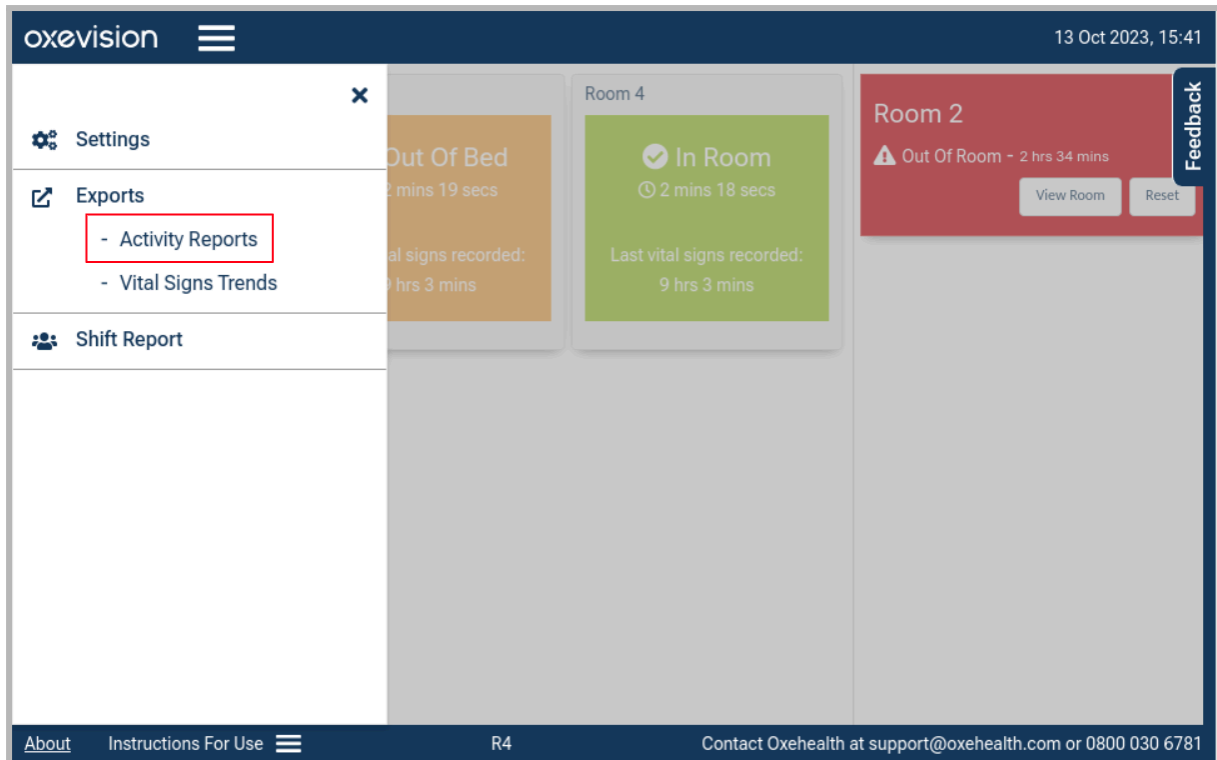 oxevision
13 Oct 2023, 15:41
Settings
Exports
- Activity Reports
- Vital Signs Trends
Shift Report
Out Of Bed
2 mins 19 secs
al signs recorded:
9 hrs 3 mins
Room 4
In Room
2 mins 18 secs
Last vital signs recorded:
9 hrs 3 mins
Room 2
Out Of Room - 2 hrs 34 mins
View Room
Reset
Feedback
About
Instructions For Use
R4
Contact Oxehealth at support@oxehealth.com or 0800 030 6781